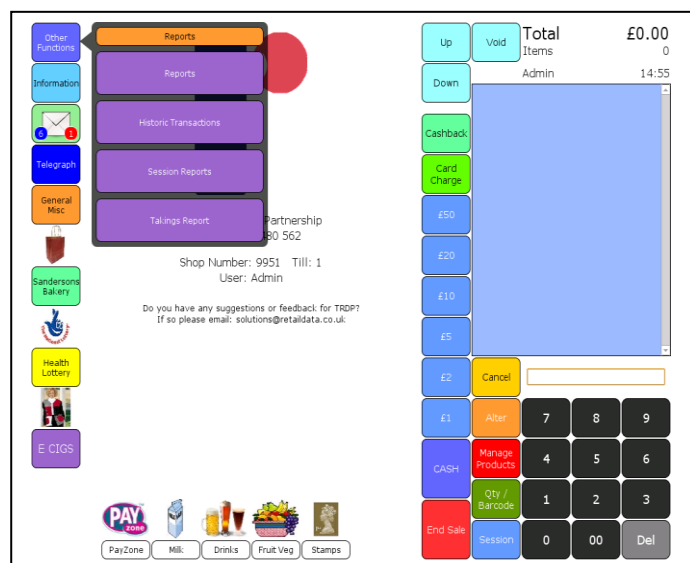 Other
Functions
Information
6
1
Telegraph
General
Misc
Sandersons
Bakery
Health
Lottery
E CIGS
Reports
Reports
Historic Transactions
Session Reports
Takings Report
Partnership
480 562
Shop Number: 9951 Till: 1
User: Admin
Do you have any suggestions or feedback for TRDP?
If so please email: solutions@retaildata.co.uk
PAY
zone
PayZone
Milk
Drinks
Fruit Veg
Stamps
Up
Void
Total
£0.00
Items
0
Down
Admin
14:55
Cashback
Card
Charge
£50
£20
£10
£5
£2
Cancel
£1
Alter
7
8
9
CASH
Manage
Products
4
5
6
Qty /
Barcode
1
2
3
End Sale
Session
0
00
Del